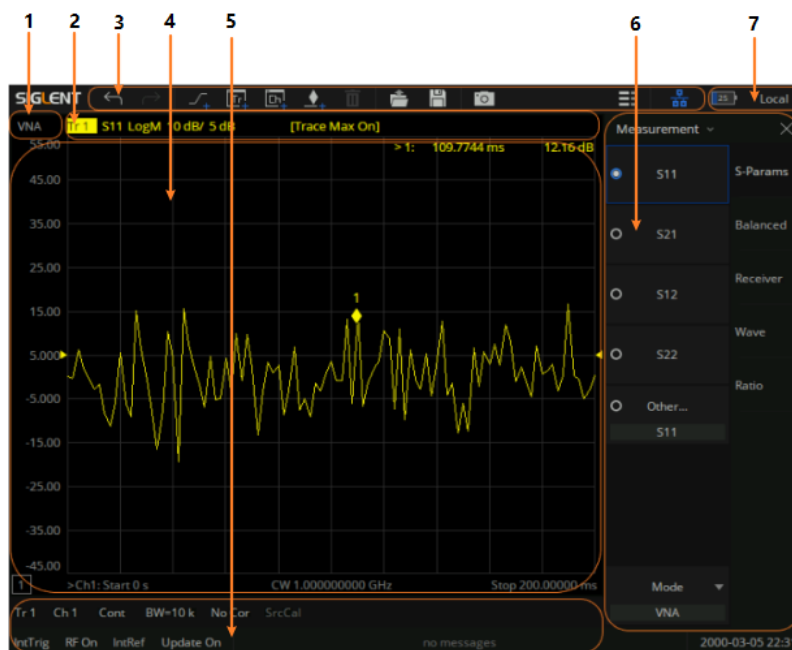 1 2 3 4 5 6 7
SIGLENT Tr Ch 25 Local
VNA Tr 1 S11 LogM 10 dB/ 5 dB [Trace Max On] Measurement
55.00 > 1: 109.7744 ms 12.16 dB
45.00 S11 S-Params
35.00 S21 Balanced
25.00 Receiver
15.00 1 S12
Wave
5.000 S22
Ratio
-5.000 Other...
-15.00 S11
-25.00
-35.00
-45.00
1 >Ch1: Start 0 s CW 1.000000000 GHz Stop 200.00000 ms Mode
Tr 1 Ch 1 Cont BW=10 k No Cor SrcCal VNA
IntTrig RF On IntRef Update On no messages 2000-03-05 22:3